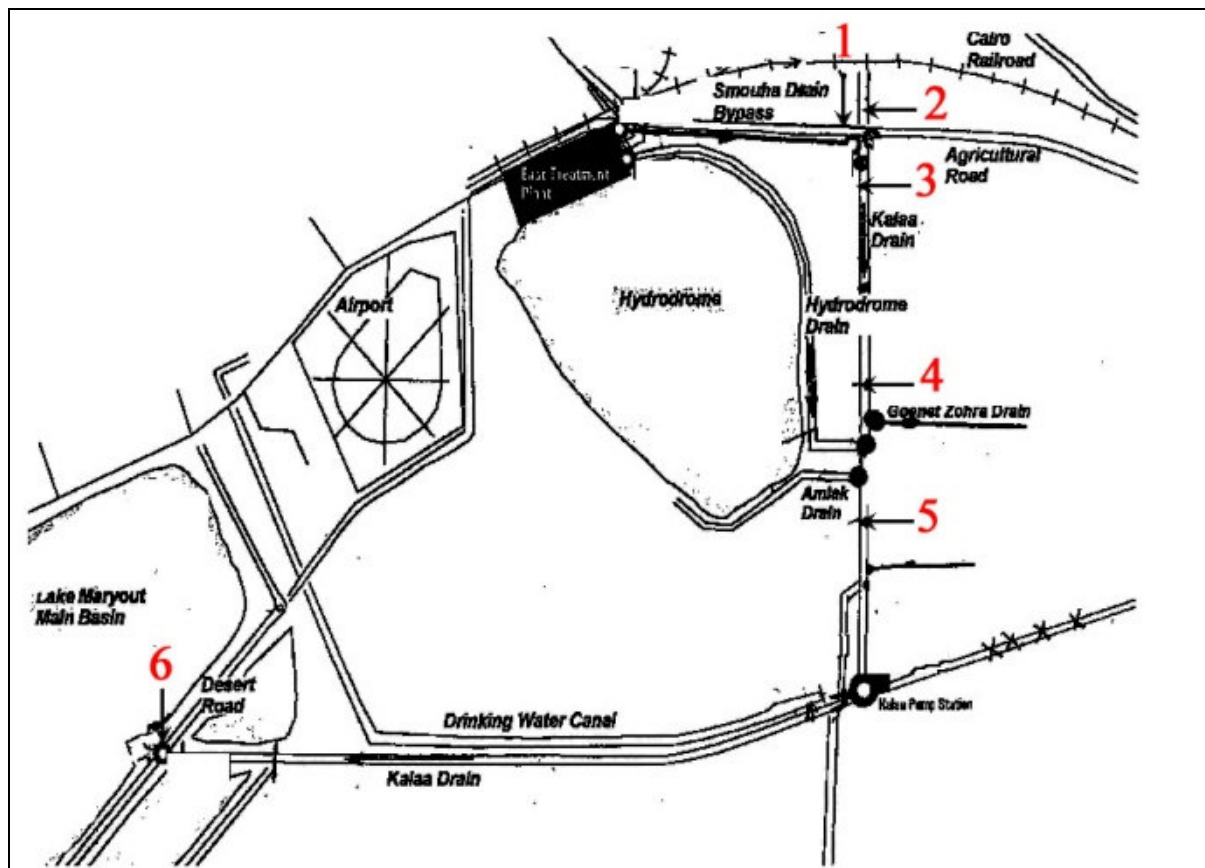 1
Cairo
Railroad
Smouha Drain
Bypass
2
East Treatment
Plant
Agricultural
Road
3
Kalaa
Drain
Airport
Hydrodrome
Hydrodrome
Drain
4
Goenet Zohra Drain
Amlak
Drain
5
Lake Maryout
Main Basin
6
Desert
Road
Drinking Water Canal
Kalaa Pump Station
Kalaa Drain